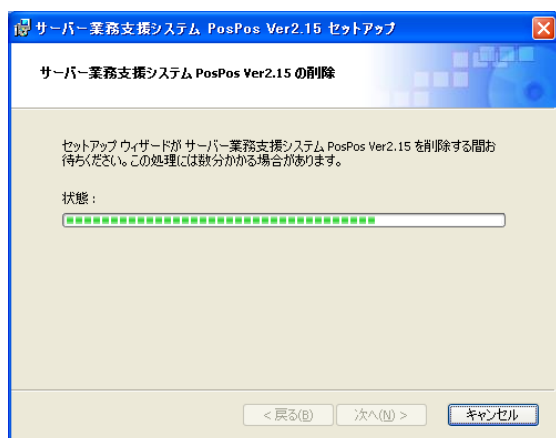 サーバー業務支援システム PosPos Ver2.15 セットアップ
サーバー業務支援システム PosPos Ver2.15 の削除
セットアップ ウィザードが サーバー業務支援システム PosPos Ver2.15 を削除する間お
待ちください。この処理には数分かかる場合があります。
状態：
< 戻る(B) 次へ(N) > キャンセル